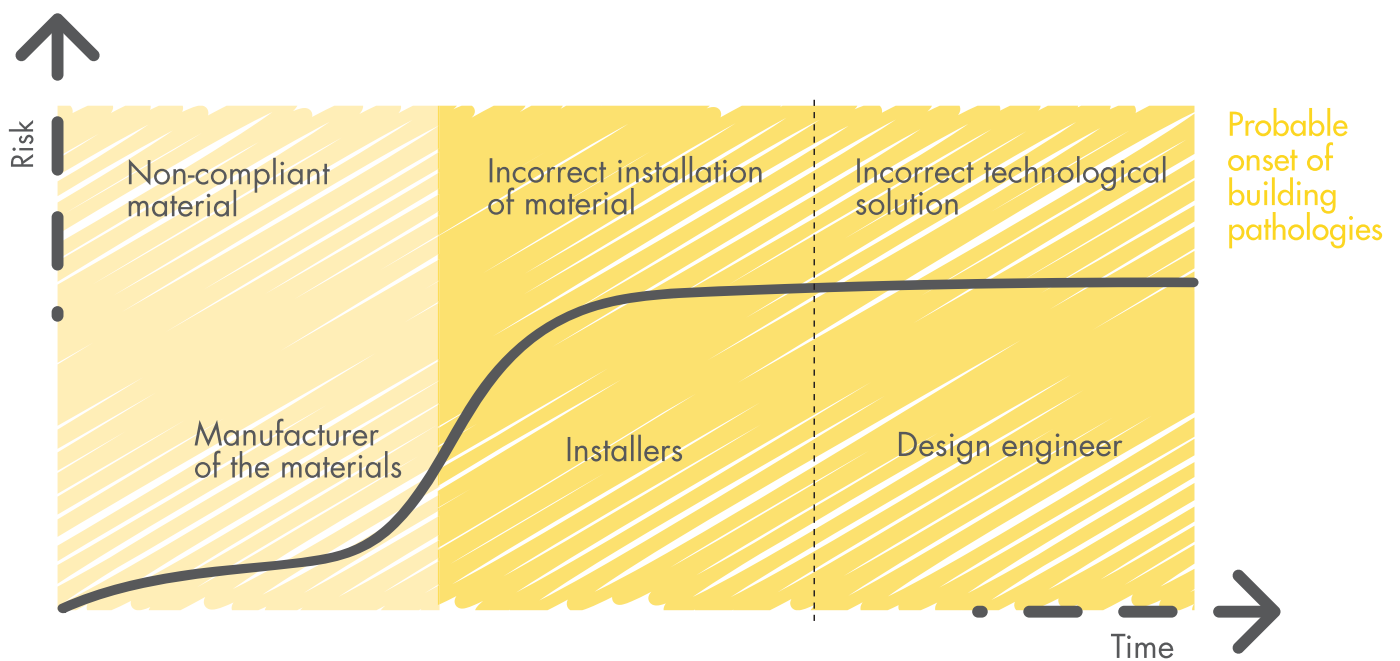 Risk
Non-compliant
material
Incorrect installation
of material
Incorrect technological
solution
Probable
onset of
building
pathologies
Manufacturer
of the materials
Installers
Design engineer
Time